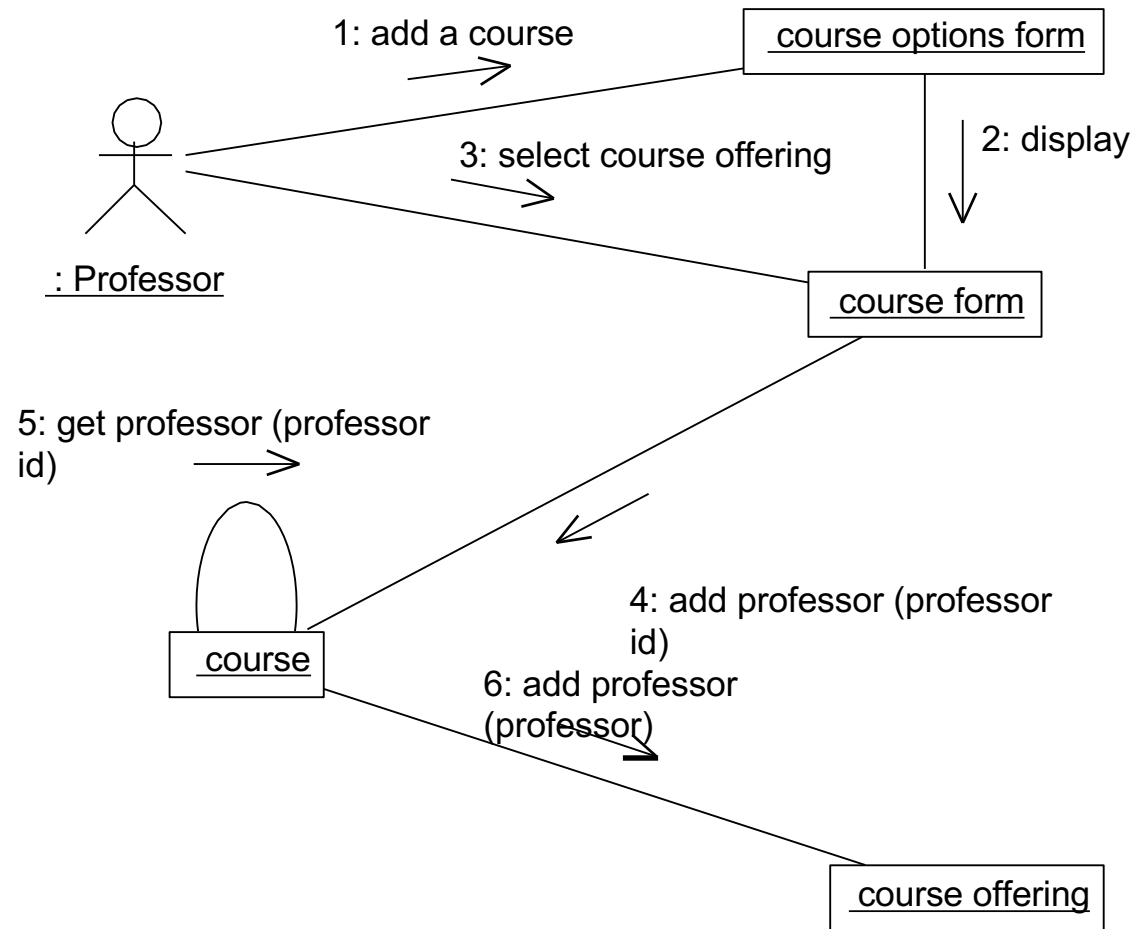 1: add a course
course options form
2: display
3: select course offering
: Professor
course form
5: get professor (professor
id)
4: add professor (professor
id)
course
6: add professor
(professor)
course offering